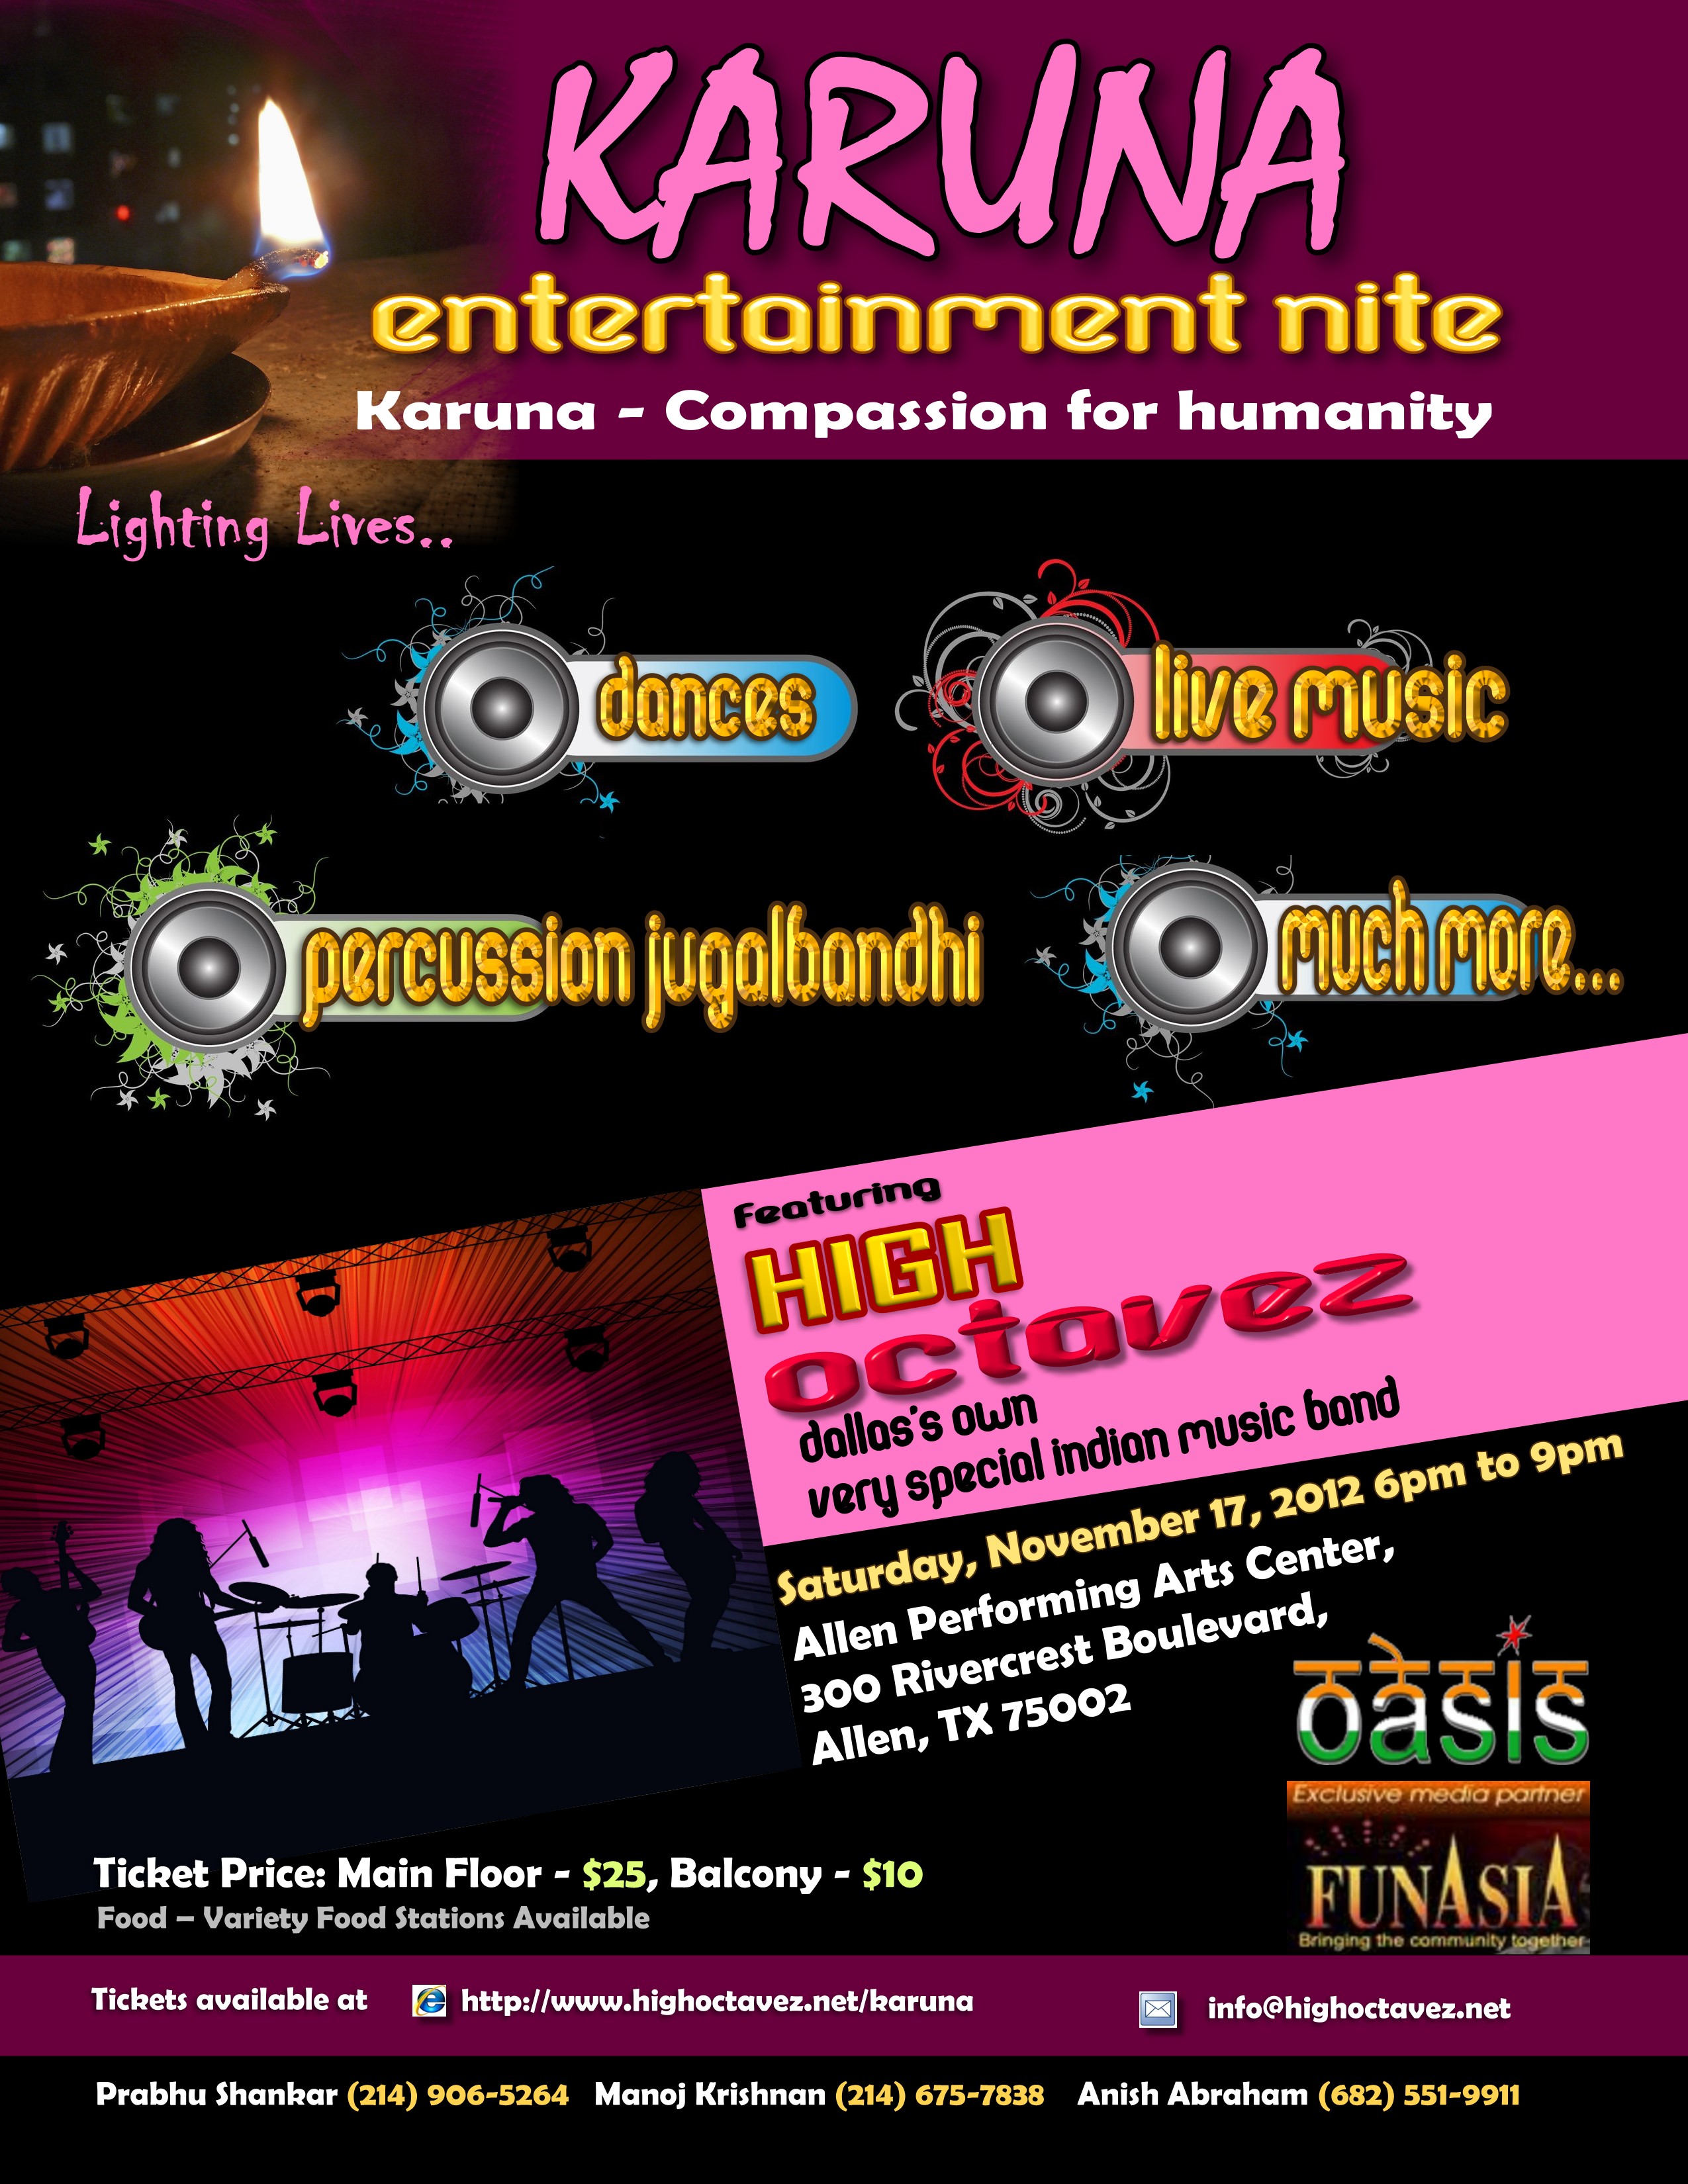 KARUNA
entertainment nite
Karuna - Compassion for humanity
Lighting Lives..
dances
live music
percussion jugalbandhi
much more...
Featuring
HIGH
octavez
dallas's own
very special indian music band
Saturday, November 17, 2012 6pm to 9pm
Allen Performing Arts Center,
300 Rivercrest Boulevard,
Allen, TX 75002
oasis
Exclusive media partner
FUNASIA
Bringing the community together
Ticket Price: Main Floor - $25, Balcony - $10
Food – Variety Food Stations Available
Tickets available at http://www.highoctavez.net/karuna info@highoctavez.net
Prabhu Shankar (214) 906-5264 Manoj Krishnan (214) 675-7838 Anish Abraham (682) 551-9911